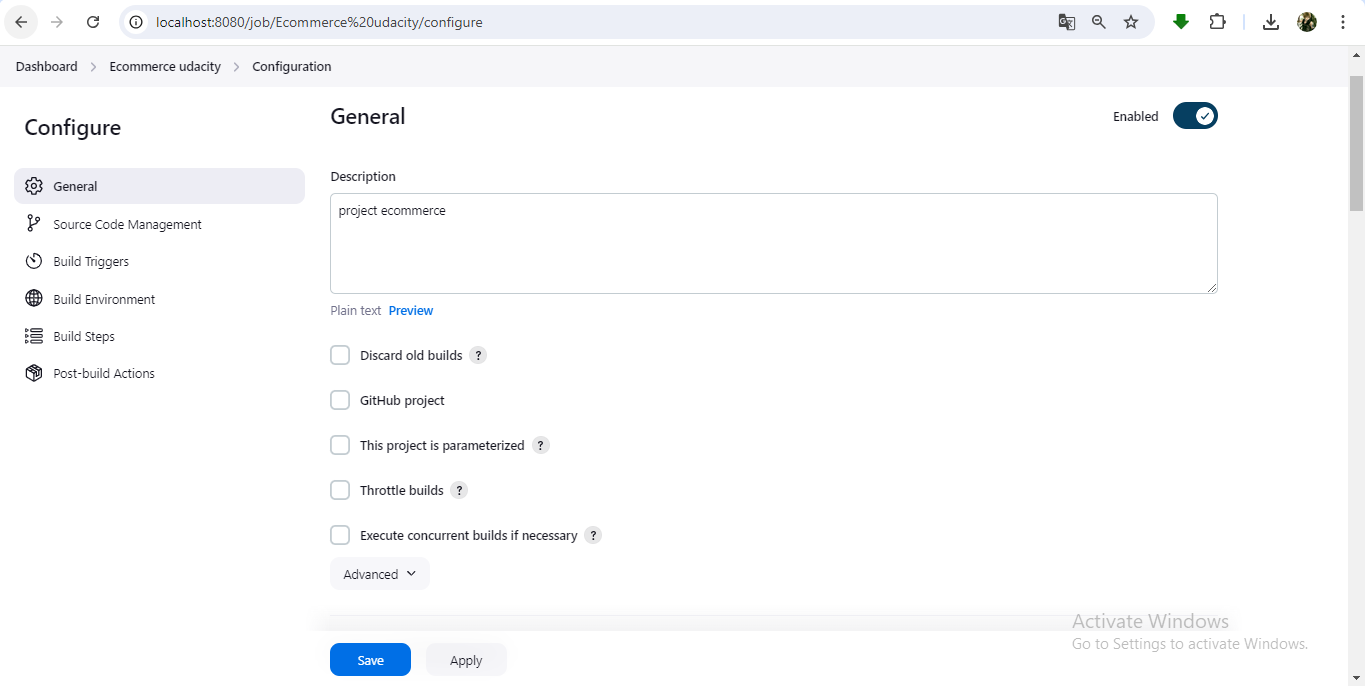 localhost:8080/job/Ecommerce%20udacity/configure
Dashboard > Ecommerce udacity > Configuration
Configure
General
Source Code Management
Build Triggers
Build Environment
Build Steps
Post-build Actions
General
Enabled
Description
project ecommerce
Plain text Preview
Discard old builds ?
GitHub project
This project is parameterized ?
Throttle builds ?
Execute concurrent builds if necessary ?
Advanced
Save Apply
Activate Windows
Go to Settings to activate Windows.